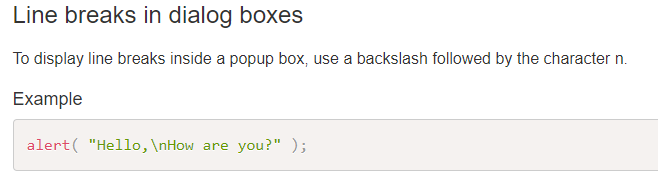 Line breaks in dialog boxes
To display line breaks inside a popup box, use a backslash followed by the character n.
Example
alert( "Hello,\nHow are you?" );